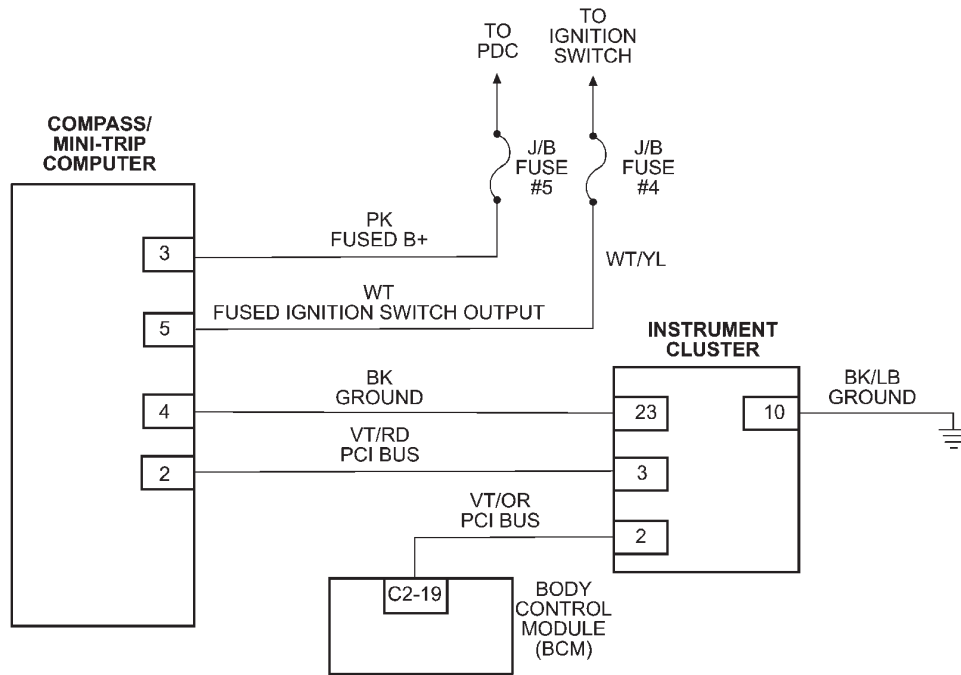 TO
PDC
TO
IGNITION
SWITCH
COMPASS/
MINI-TRIP
COMPUTER
J/B
FUSE
#5
J/B
FUSE
#4
3
PK
FUSED B+
WT/YL
5
WT
FUSED IGNITION SWITCH OUTPUT
INSTRUMENT
CLUSTER
4
BK
GROUND
23
10
BK/LB
GROUND
2
VT/RD
PCI BUS
3
VT/OR
PCI BUS
2
C2-19
BODY
CONTROL
MODULE
(BCM)